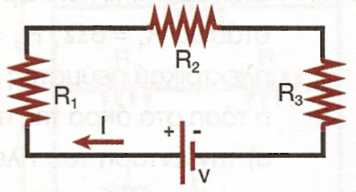 R₂
R₁
R₃
I
+ -
V